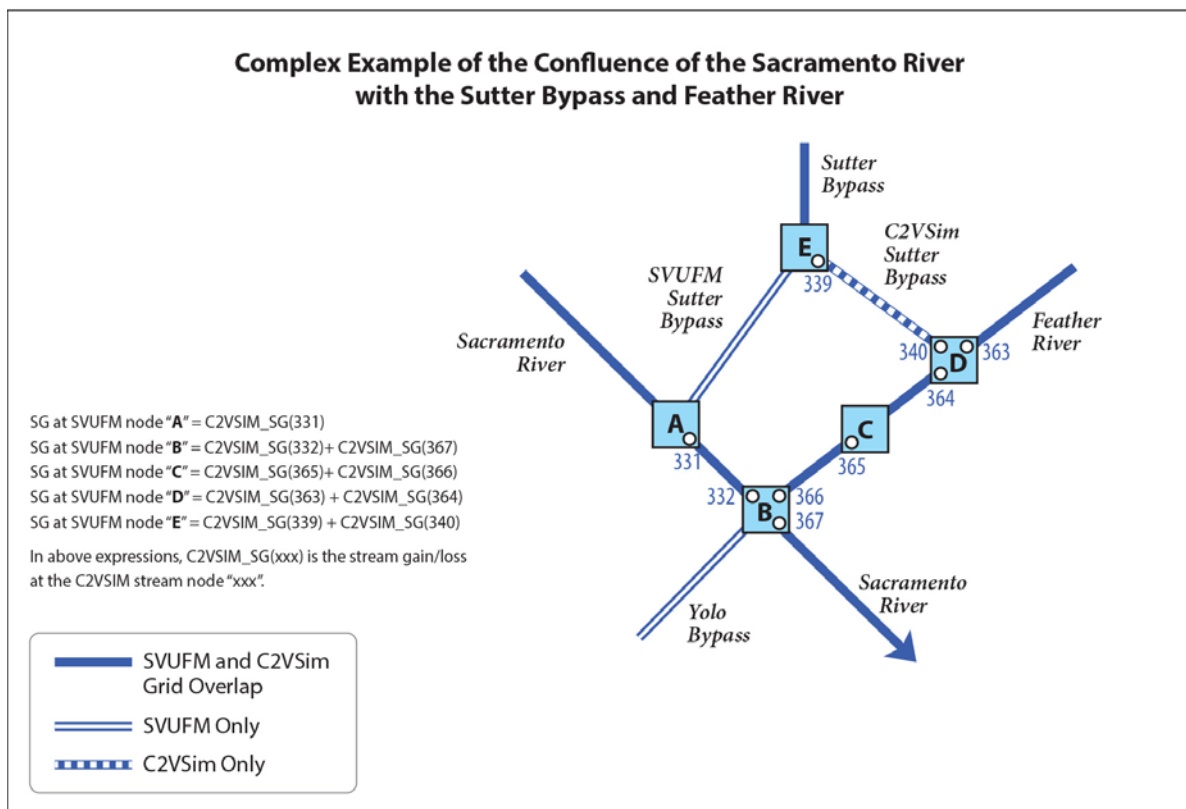 Complex Example of the Confluence of the Sacramento River
with the Sutter Bypass and Feather River
Sutter
Bypass
E
339
C2VSim
Sutter
Bypass
SVUFM
Sutter
Bypass
Sacramento
River
Feather
River
340
363
D
364
A
331
C
365
332
366
B
367
SG at SVUFM node "A" = C2VSIM_SG(331)
SG at SVUFM node "B" = C2VSIM_SG(332)+ C2VSIM_SG(367)
SG at SVUFM node "C" = C2VSIM_SG(365)+ C2VSIM_SG(366)
SG at SVUFM node "D" = C2VSIM_SG(363) + C2VSIM_SG(364)
SG at SVUFM node "E" = C2VSIM_SG(339) + C2VSIM_SG(340)
In above expressions, C2VSIM_SG(xxx) is the stream gain/loss
at the C2VSIM stream node "xxx".
Sacramento
River
Yolo
Bypass
SVUFM and C2VSim
Grid Overlap
SVUFM Only
C2VSim Only